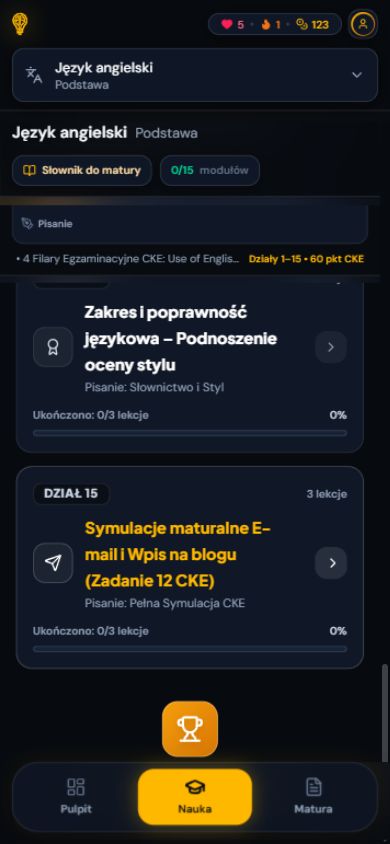 5 • 1 • 123
Język angielski
Podstawa
Język angielski Podstawa
Słownik do matury
0/15 modułów
Pisanie
• 4 Filary Egzaminacyjne CKE: Use of Englis... Działy 1–15 • 60 pkt CKE
Zakres i poprawność
językowa – Podnoszenie
oceny stylu
Pisanie: Słownictwo i Styl
Ukończono: 0/3 lekcje 0%
DZIAŁ 15 3 lekcje
Symulacje maturalne E-
mail i Wpis na blogu
(Zadanie 12 CKE)
Pisanie: Pełna Symulacja CKE
Ukończono: 0/3 lekcje 0%
Pulpit Nauka Matura